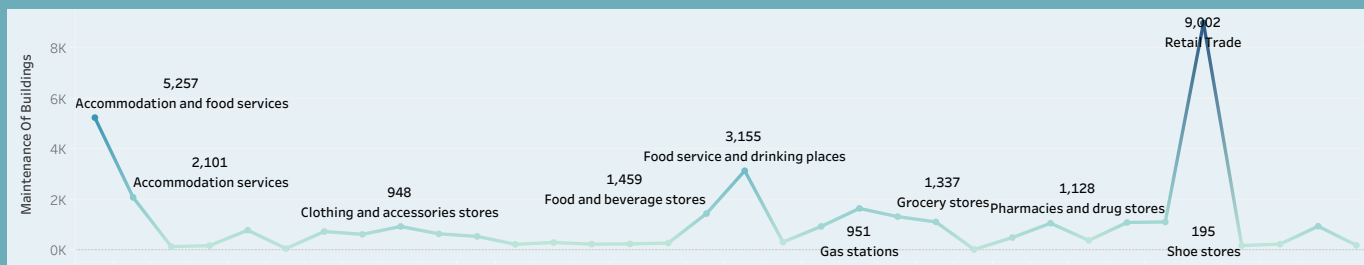 Maintenance Of Buildings
8K
6K
4K
2K
0K
5,257
Accommodation and food services
2,101
Accommodation services
948
Clothing and accessories stores
1,459
Food and beverage stores
3,155
Food service and drinking places
951
Gas stations
1,337
Grocery stores
1,128
Pharmacies and drug stores
9,002
Retail Trade
195
Shoe stores